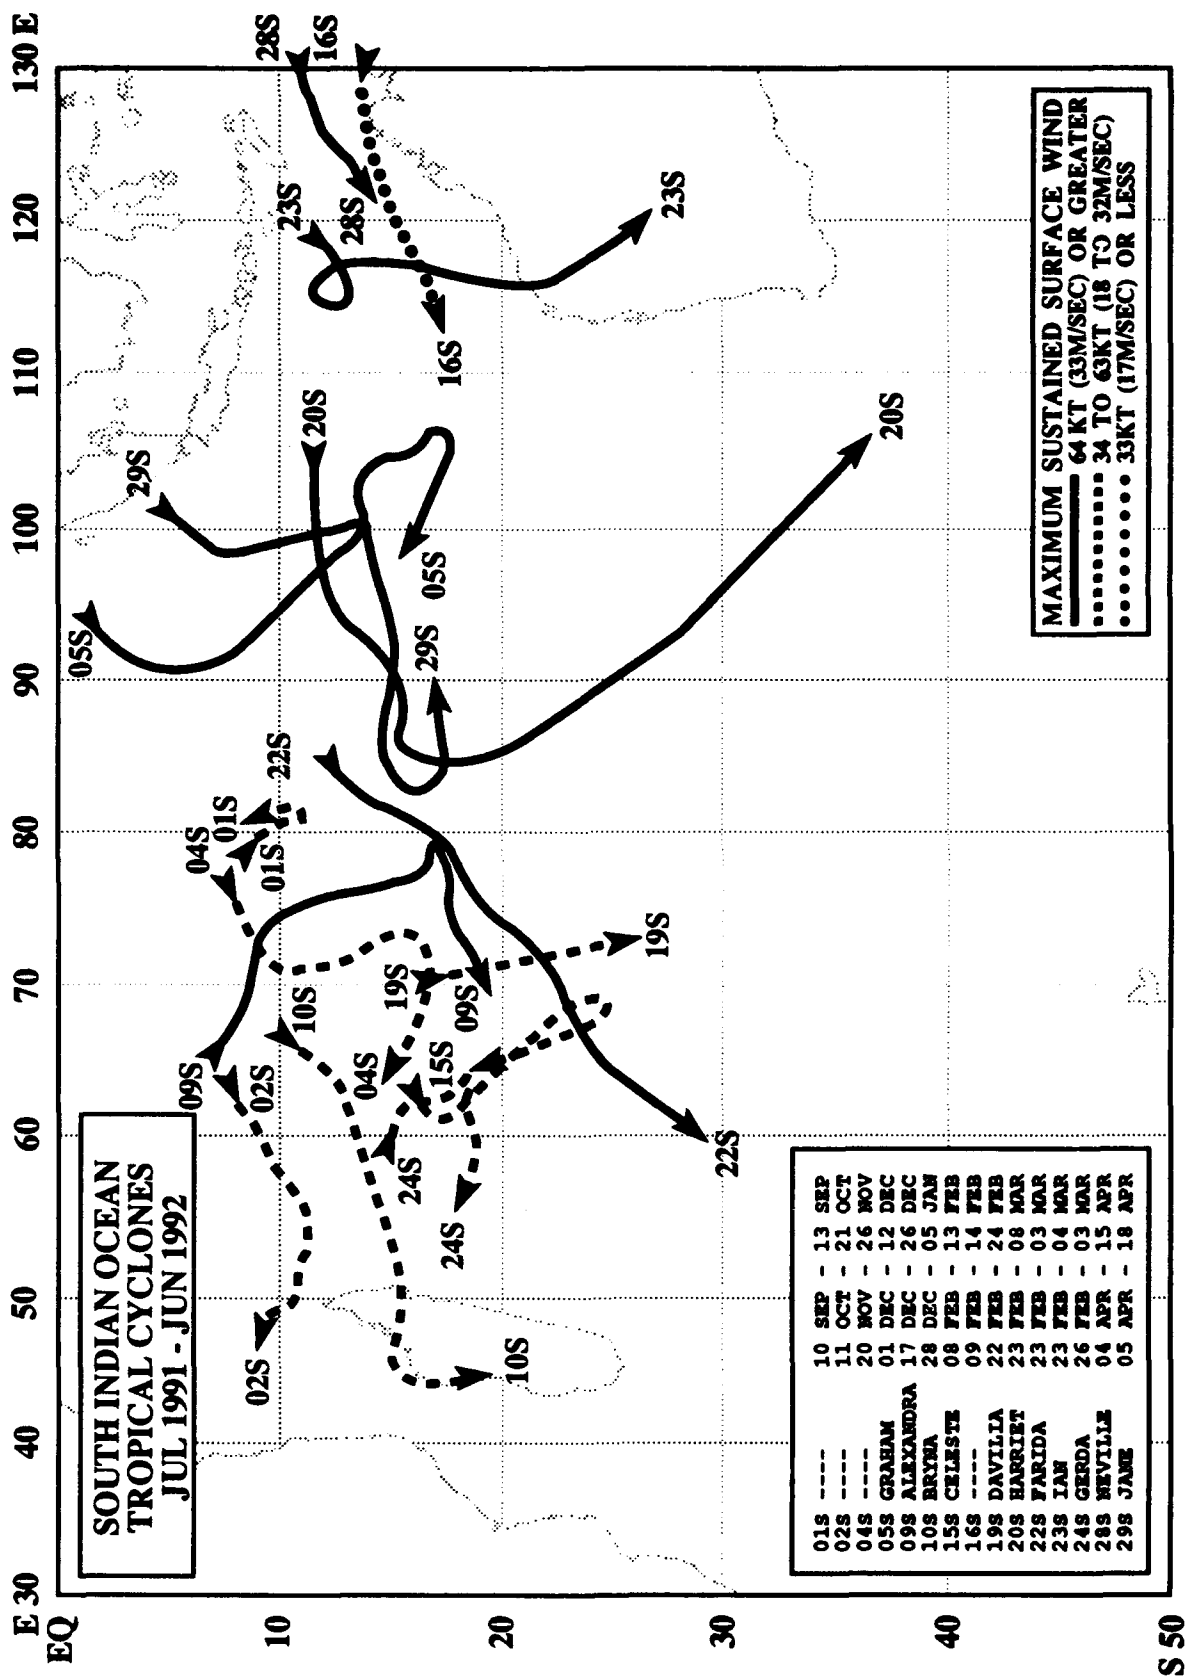 SOUTH INDIAN OCEAN
TROPICAL CYCLONES
JUL 1991 - JUN 1992
E 30
40
50
60
70
80
90
100
110
120
130 E
EQ
10
20
30
40
S 50
05S
29S
20S
23S
28S
16S
28S
16S
23S
20S
05S
29S
22S
01S
04S
01S
09S
02S
10S
19S
04S
15S
09S
19S
24S
24S
22S
02S
10S
01S ---- 10 SEP - 13 SEP
02S ---- 11 OCT - 21 OCT
04S ---- 20 NOV - 26 NOV
05S GRAHAM 01 DEC - 12 DEC
09S ALEXANDRA 17 DEC - 26 DEC
10S BRYNA 28 DEC - 05 JAN
15S CELESTE 08 FEB - 13 FEB
16S ---- 09 FEB - 14 FEB
19S DAVILIA 22 FEB - 24 FEB
20S HARRIET 23 FEB - 08 MAR
22S FARIDA 23 FEB - 03 MAR
23S IAN 23 FEB - 04 MAR
24S GERDA 26 FEB - 03 MAR
28S NEVILLE 04 APR - 15 APR
29S JANE 05 APR - 18 APR
MAXIMUM SUSTAINED SURFACE WIND
64 KT (33M/SEC) OR GREATER
34 TO 63KT (18 TO 32M/SEC)
33KT (17M/SEC) OR LESS